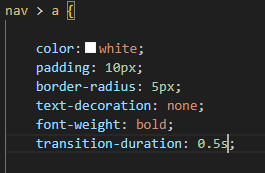 nav > a {
color: white;
padding: 10px;
border-radius: 5px;
text-decoration: none;
font-weight: bold;
transition-duration: 0.5s;